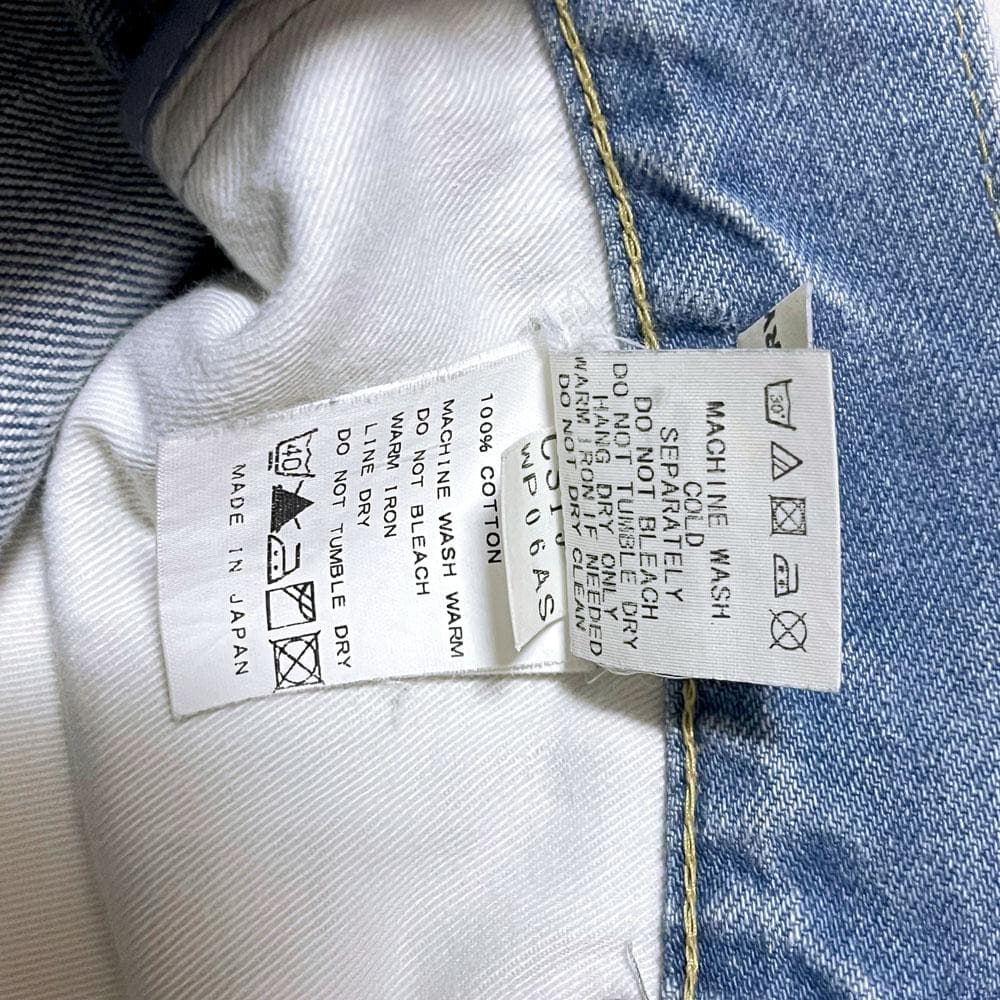 100% COTTON
MACHINE WASH WARM
DO NOT BLEACH
WARM IRON
LINE DRY
DO NOT TUMBLE DRY
40
MADE IN JAPAN
WP06AS
30°
MACHINE WASH
COLD
SEPARATELY
DO NOT BLEACH
DO NOT TUMBLE DRY
HANG DRY ONLY
WARM IRON IF NEEDED
DO NOT DRY CLEAN